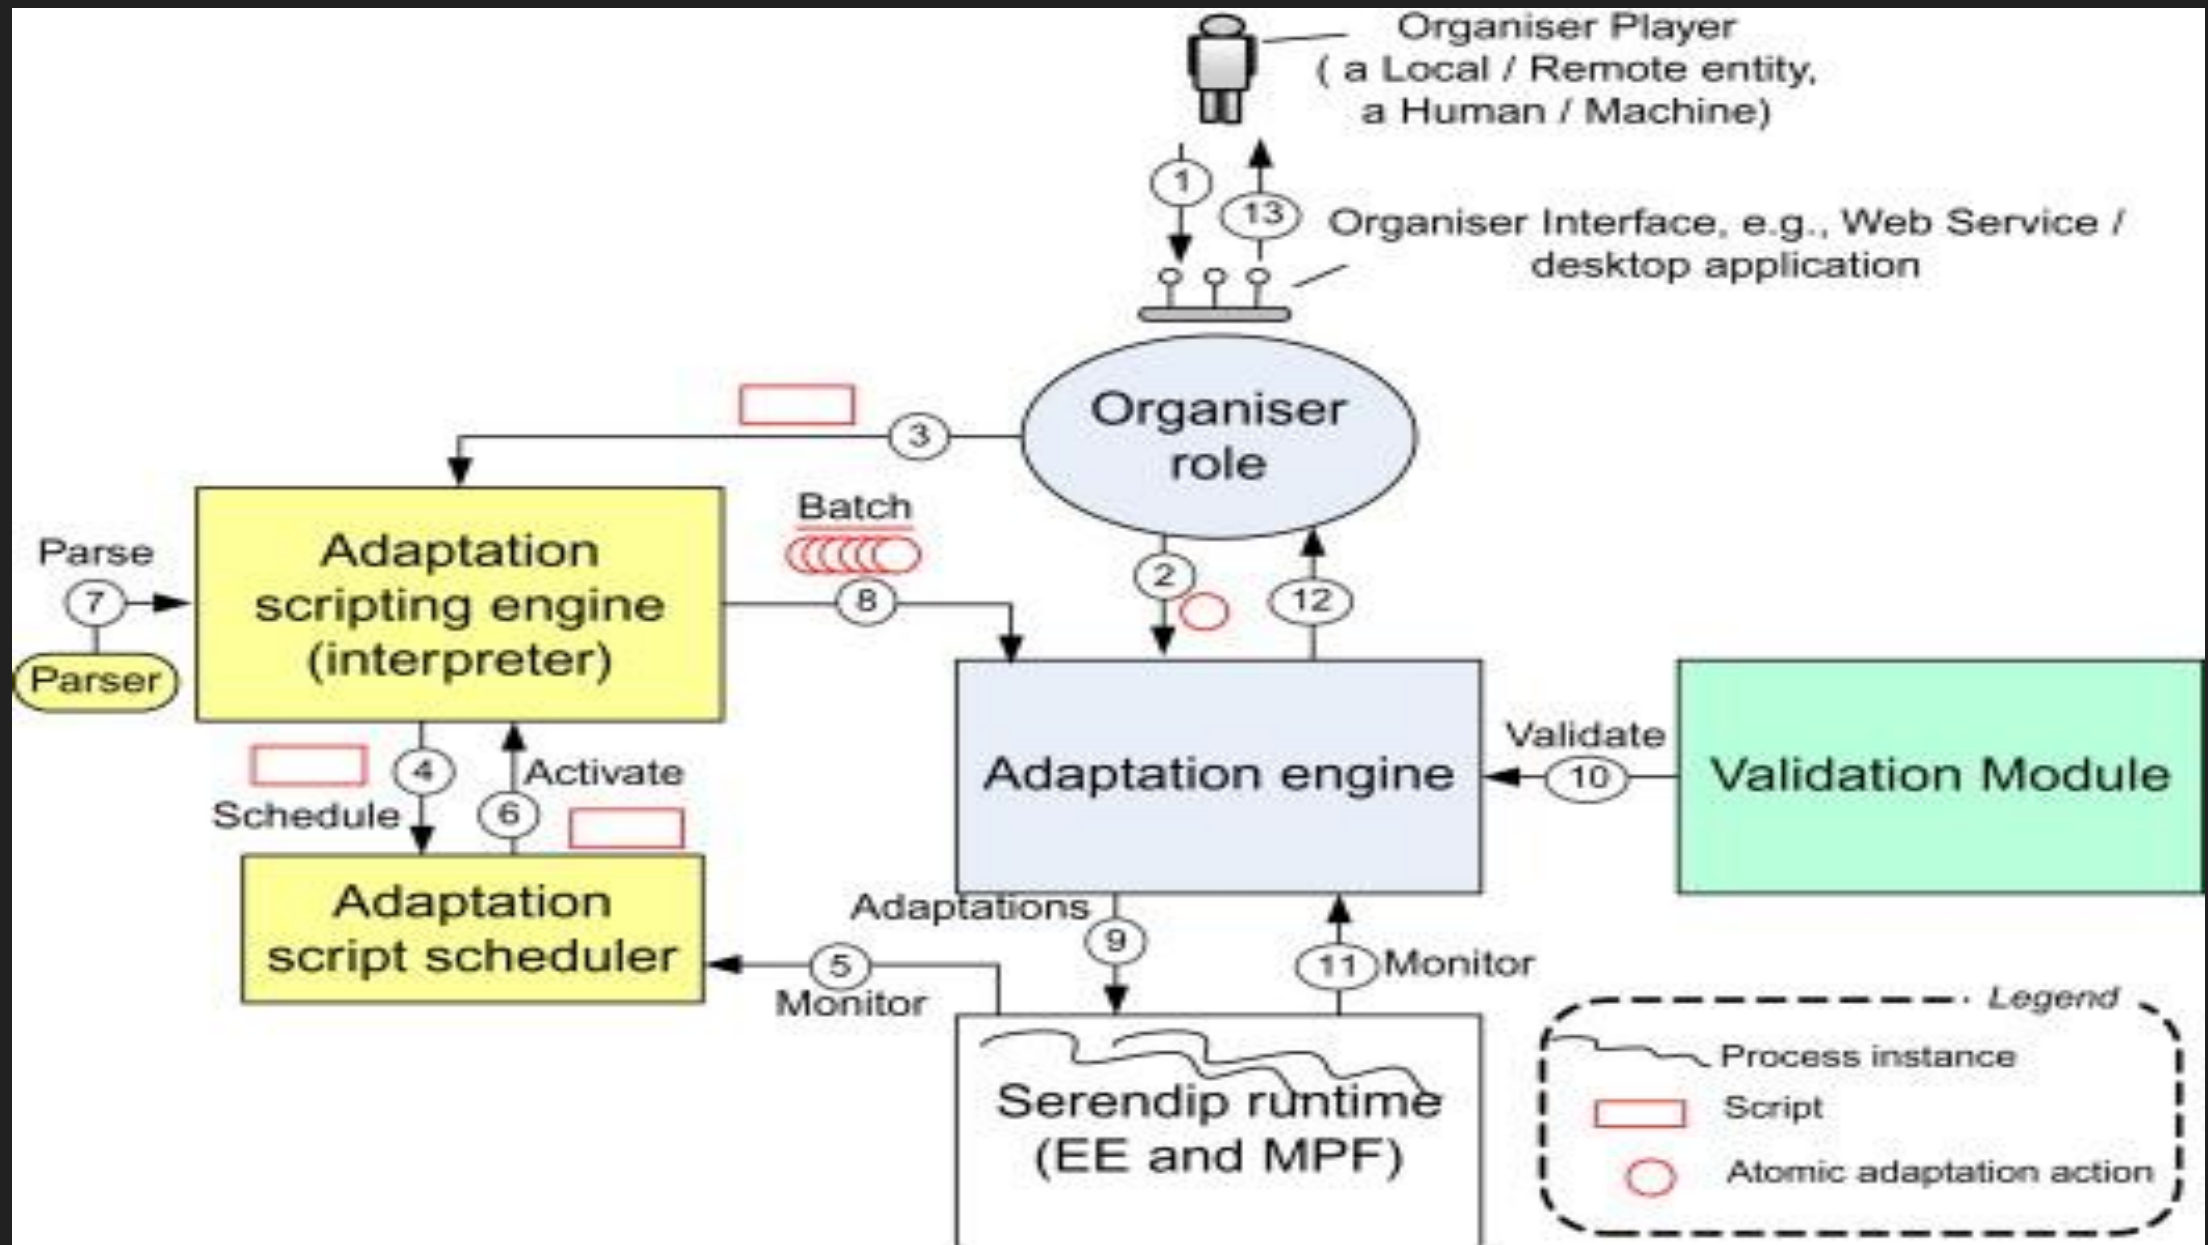 Organiser Player
( a Local / Remote entity,
a Human / Machine)
1
13
Organiser Interface, e.g., Web Service /
desktop application
Organiser
role
3
Batch
8
2
12
Parse
7
Parser
Adaptation
scripting engine
(interpreter)
4
Schedule
Activate
6
Adaptation engine
Validate
10
Validation Module
Adaptation
script scheduler
5
Monitor
Adaptations
9
11
Monitor
Serendip runtime
(EE and MPF)
Legend
Process instance
Script
Atomic adaptation action